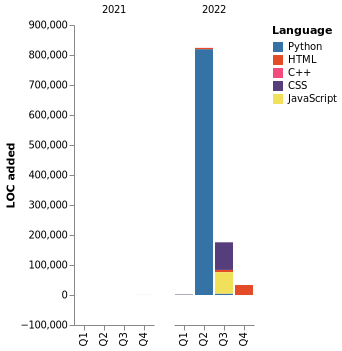 2021 2022
Language
Python
HTML
C++
CSS
JavaScript
LOC added
900,000
800,000
700,000
600,000
500,000
400,000
300,000
200,000
100,000
0
−100,000
Q1 Q2 Q3 Q4 Q1 Q2 Q3 Q4